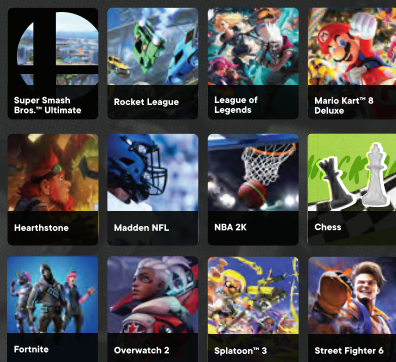 Super Smash
Bros.™ Ultimate
Rocket League
League of
Legends
Mario Kart™ 8
Deluxe
Hearthstone
Madden NFL
NBA 2K
Chess
Fortnite
Overwatch 2
Splatoon™ 3
Street Fighter 6